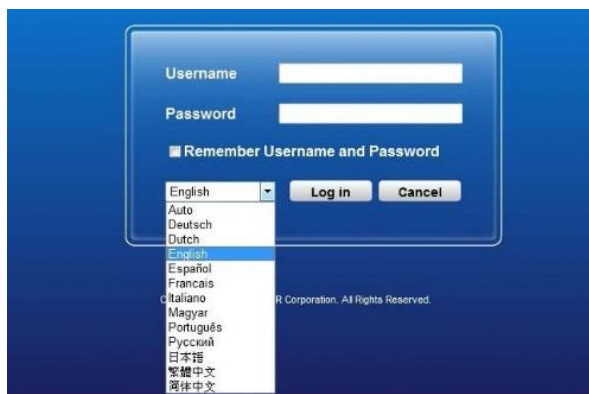 Username
Password
Remember Username and Password
English
Log in
Cancel
Auto
Deutsch
Dutch
English
Español
Francais
Italiano
Magyar
Português
Русский
日本語
繁體中文
简体中文
R Corporation. All Rights Reserved.